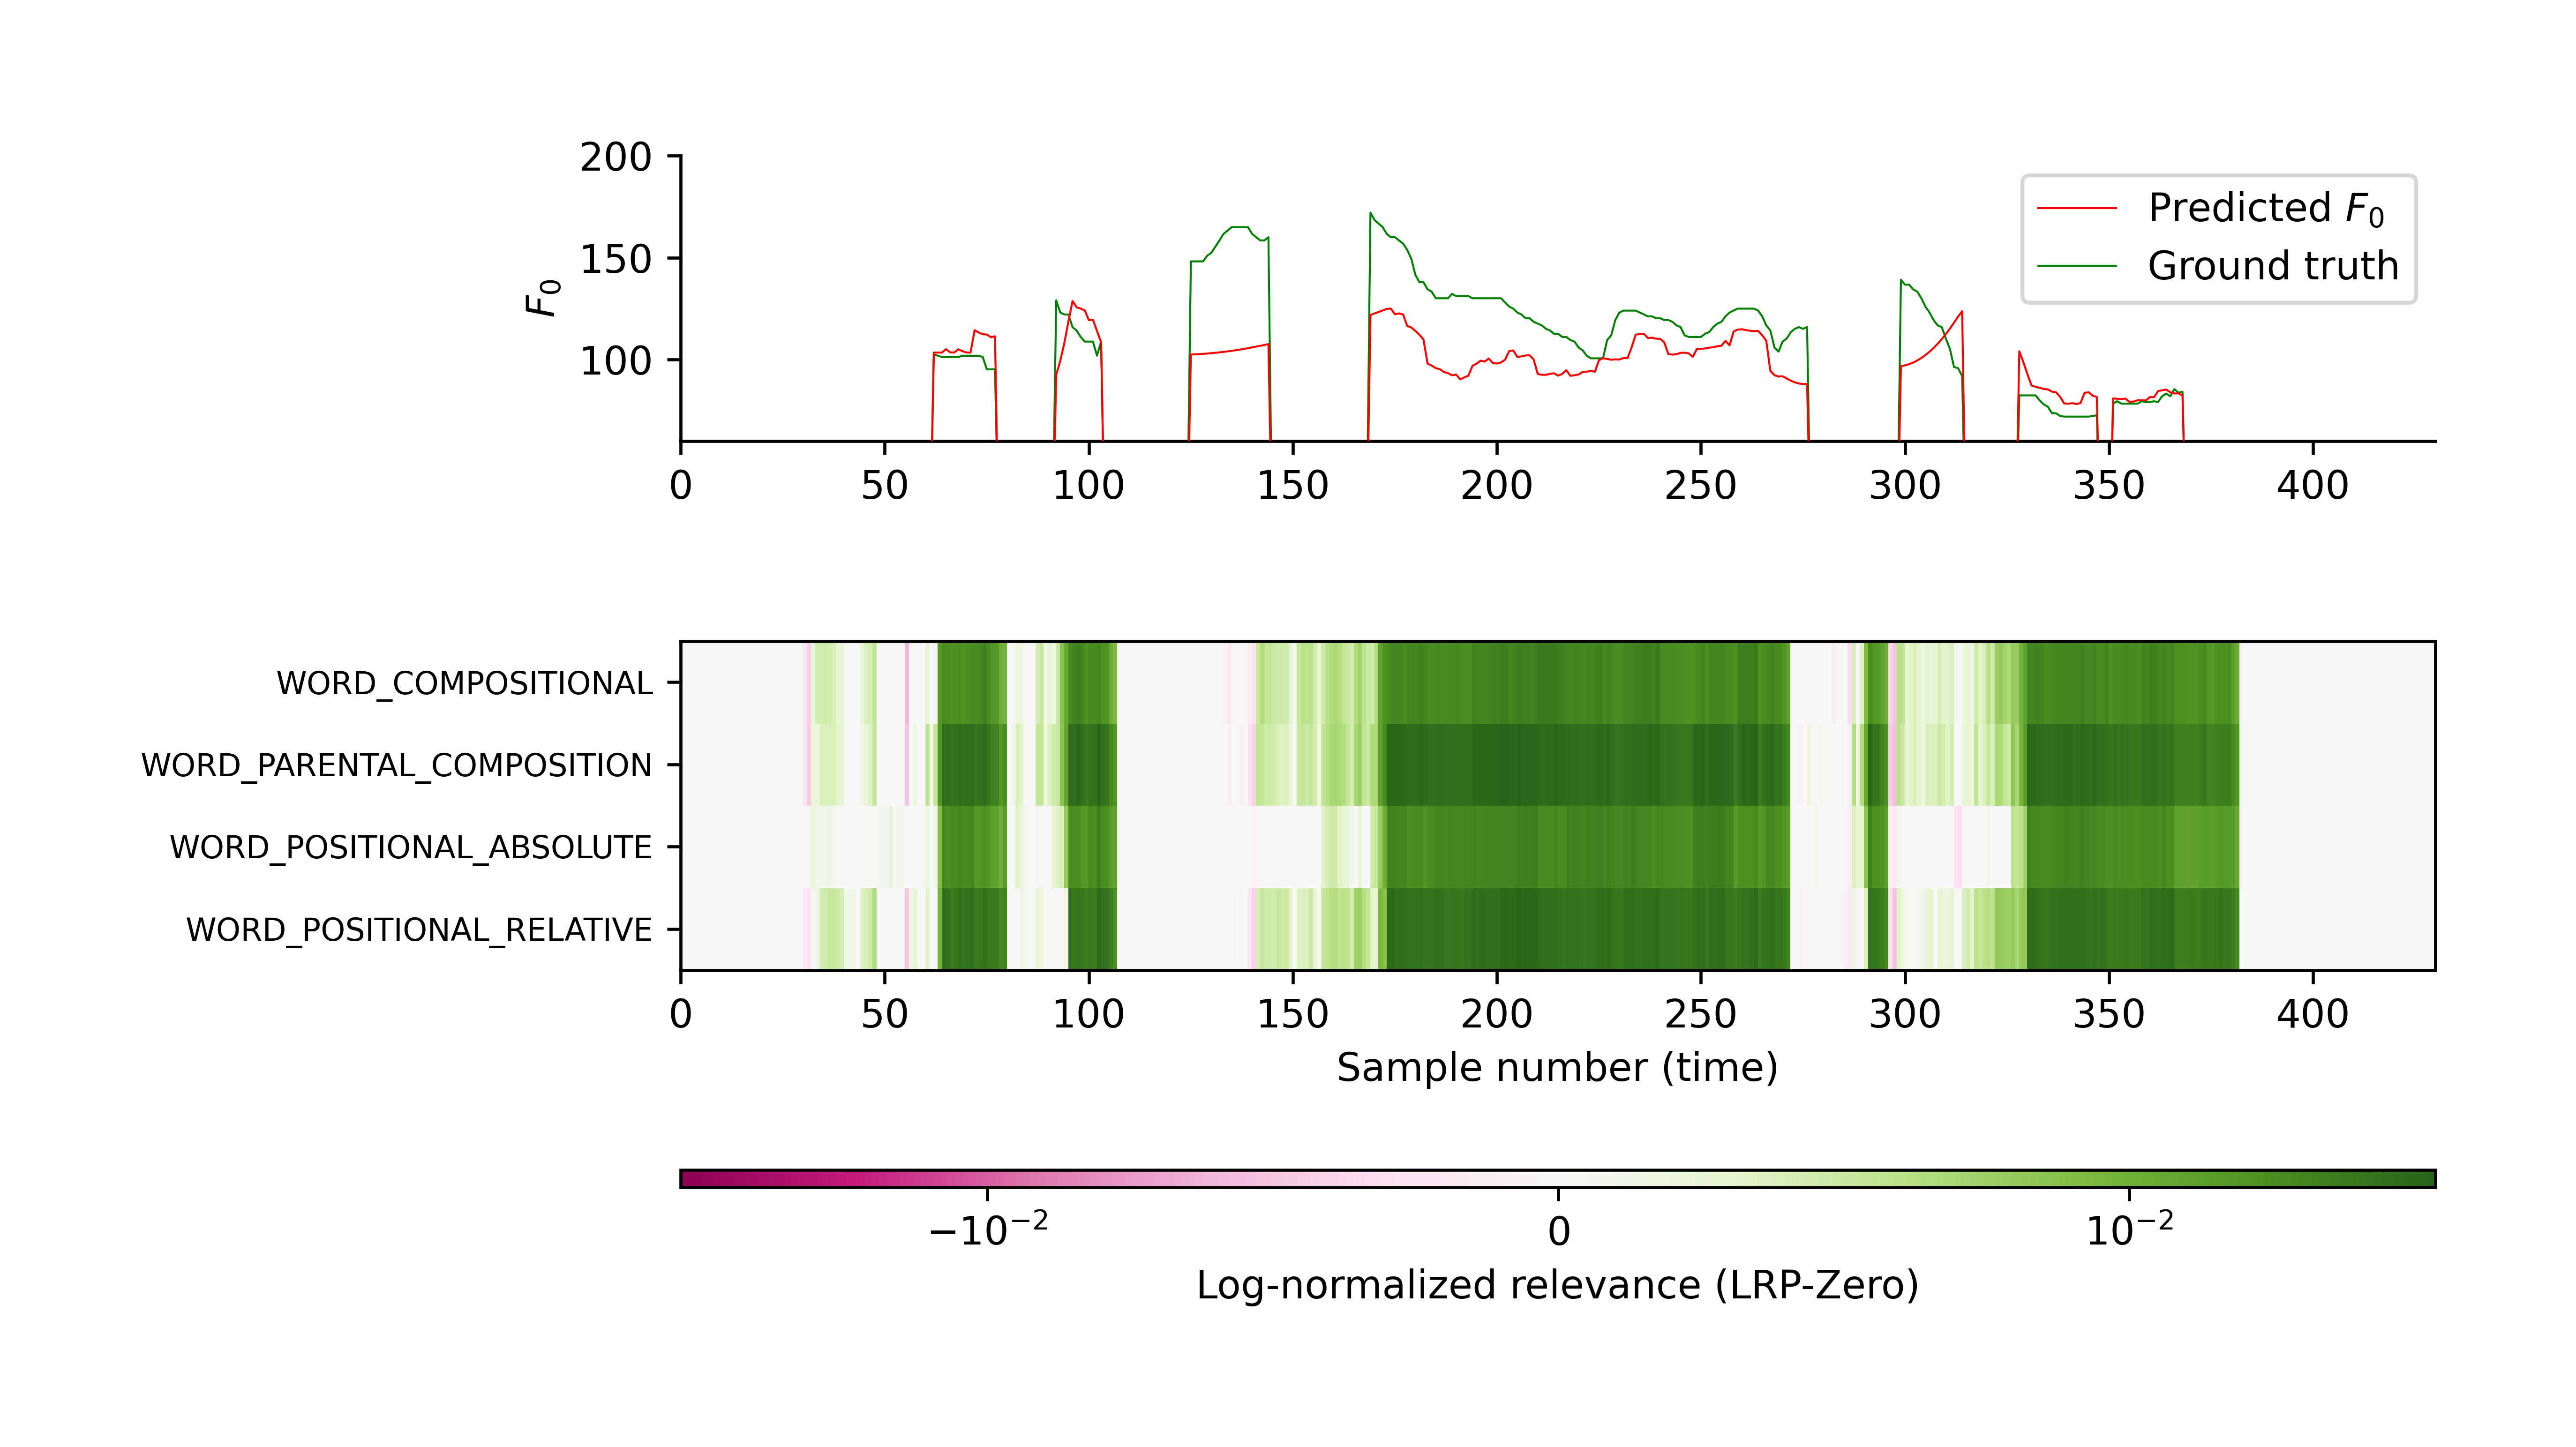 200
150
100
F₀
Predicted F₀
Ground truth
0 50 100 150 200 250 300 350 400
WORD_COMPOSITIONAL
WORD_PARENTAL_COMPOSITION
WORD_POSITIONAL_ABSOLUTE
WORD_POSITIONAL_RELATIVE
0 50 100 150 200 250 300 350 400
Sample number (time)
−10⁻² 0 10⁻²
Log-normalized relevance (LRP-Zero)